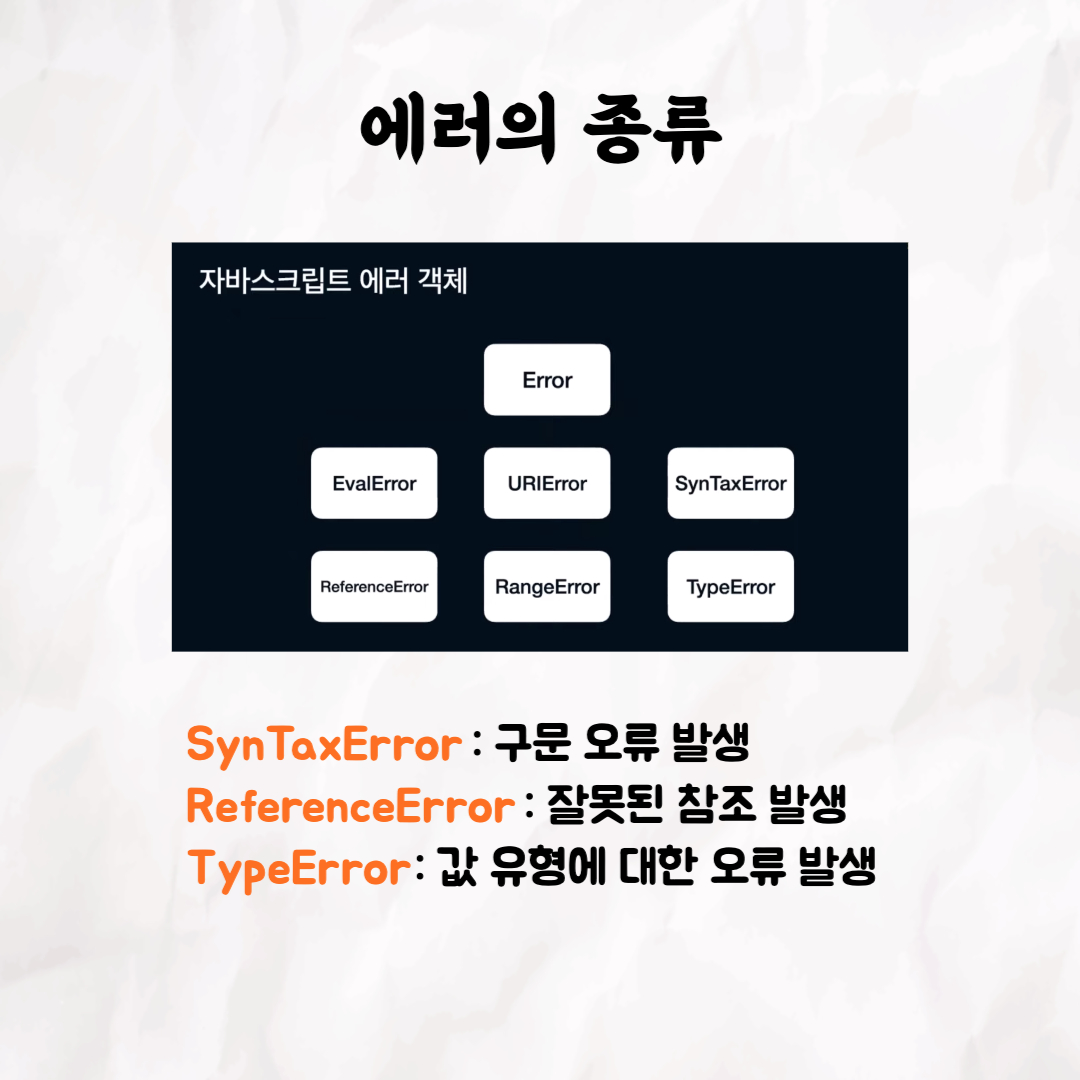 에러의 종류
자바스크립트 에러 객체
Error
EvalError URIError SynTaxError
ReferenceError RangeError TypeError
SynTaxError : 구문 오류 발생
ReferenceError : 잘못된 참조 발생
TypeError : 값 유형에 대한 오류 발생